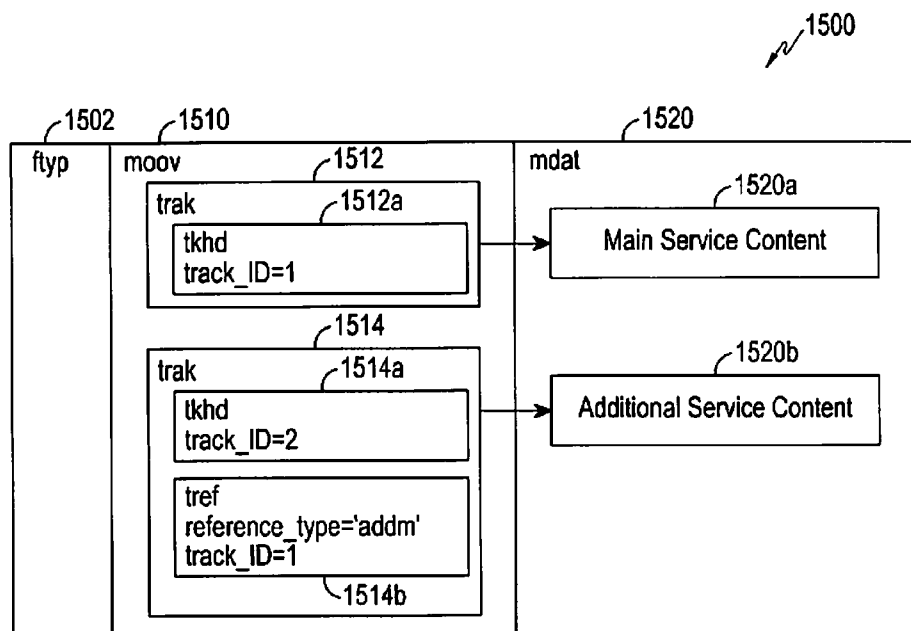 1500
1502
1510
1520
ftyp
moov
mdat
1512
trak
1512a
tkhd
track_ID=1
1520a
Main Service Content
1514
trak
1514a
tkhd
track_ID=2
1520b
Additional Service Content
tref
reference_type='addm'
track_ID=1
1514b